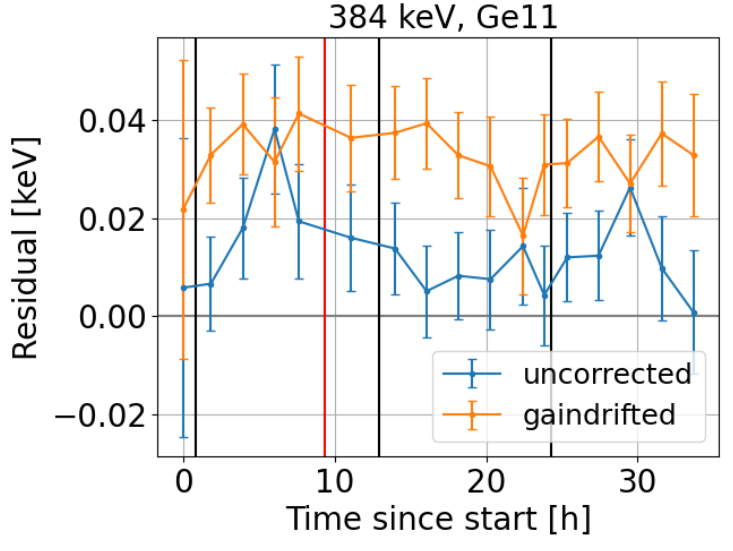 384 keV, Ge11
Residual [keV]
0.04
0.02
0.00
−0.02
uncorrected
gaindrifted
0
10
20
30
Time since start [h]